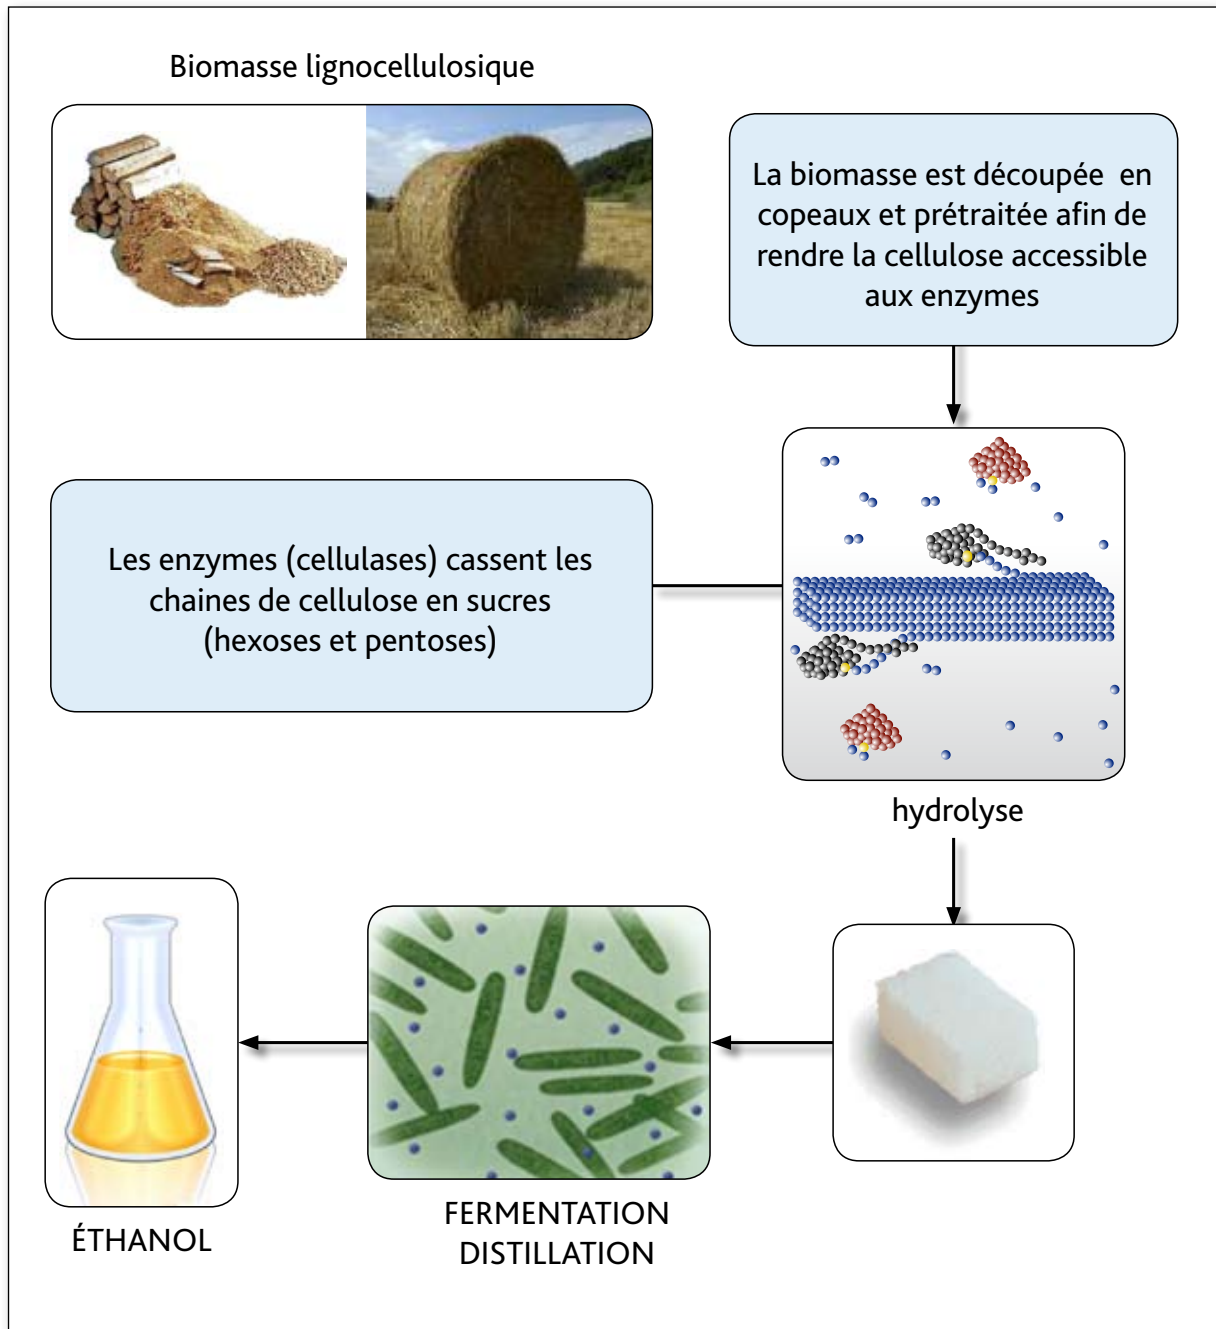 Biomasse lignocellulosique
La biomasse est découpée en
copeaux et prétraitée afin de
rendre la cellulose accessible
aux enzymes
Les enzymes (cellulases) cassent les
chaines de cellulose en sucres
(hexoses et pentoses)
hydrolyse
ÉTHANOL
FERMENTATION
DISTILLATION